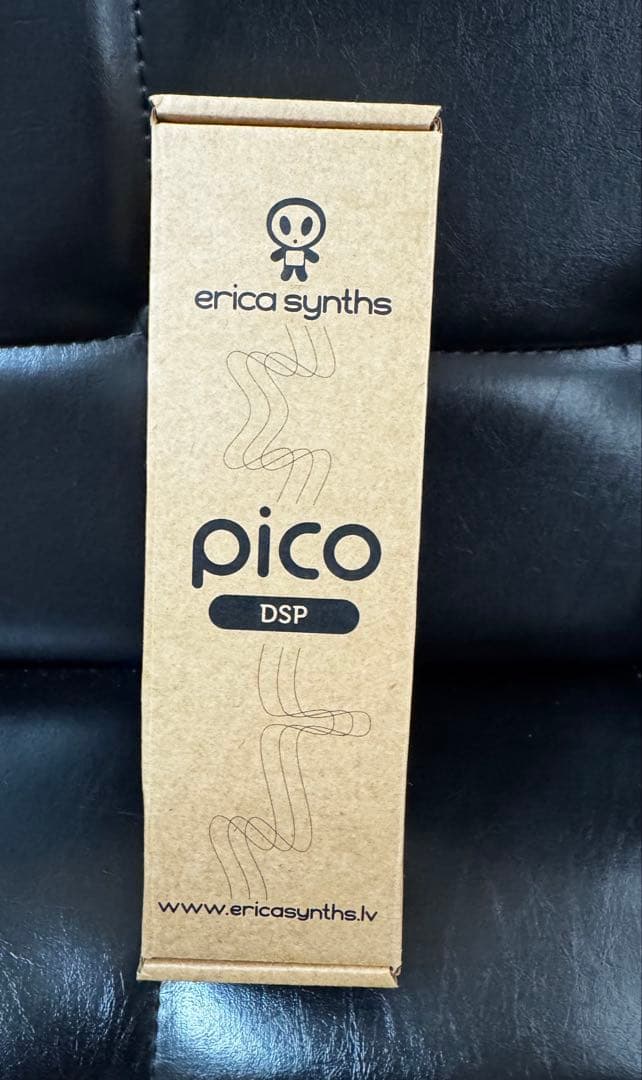 erica synths
pico
DSP
www.ericasynths.lv